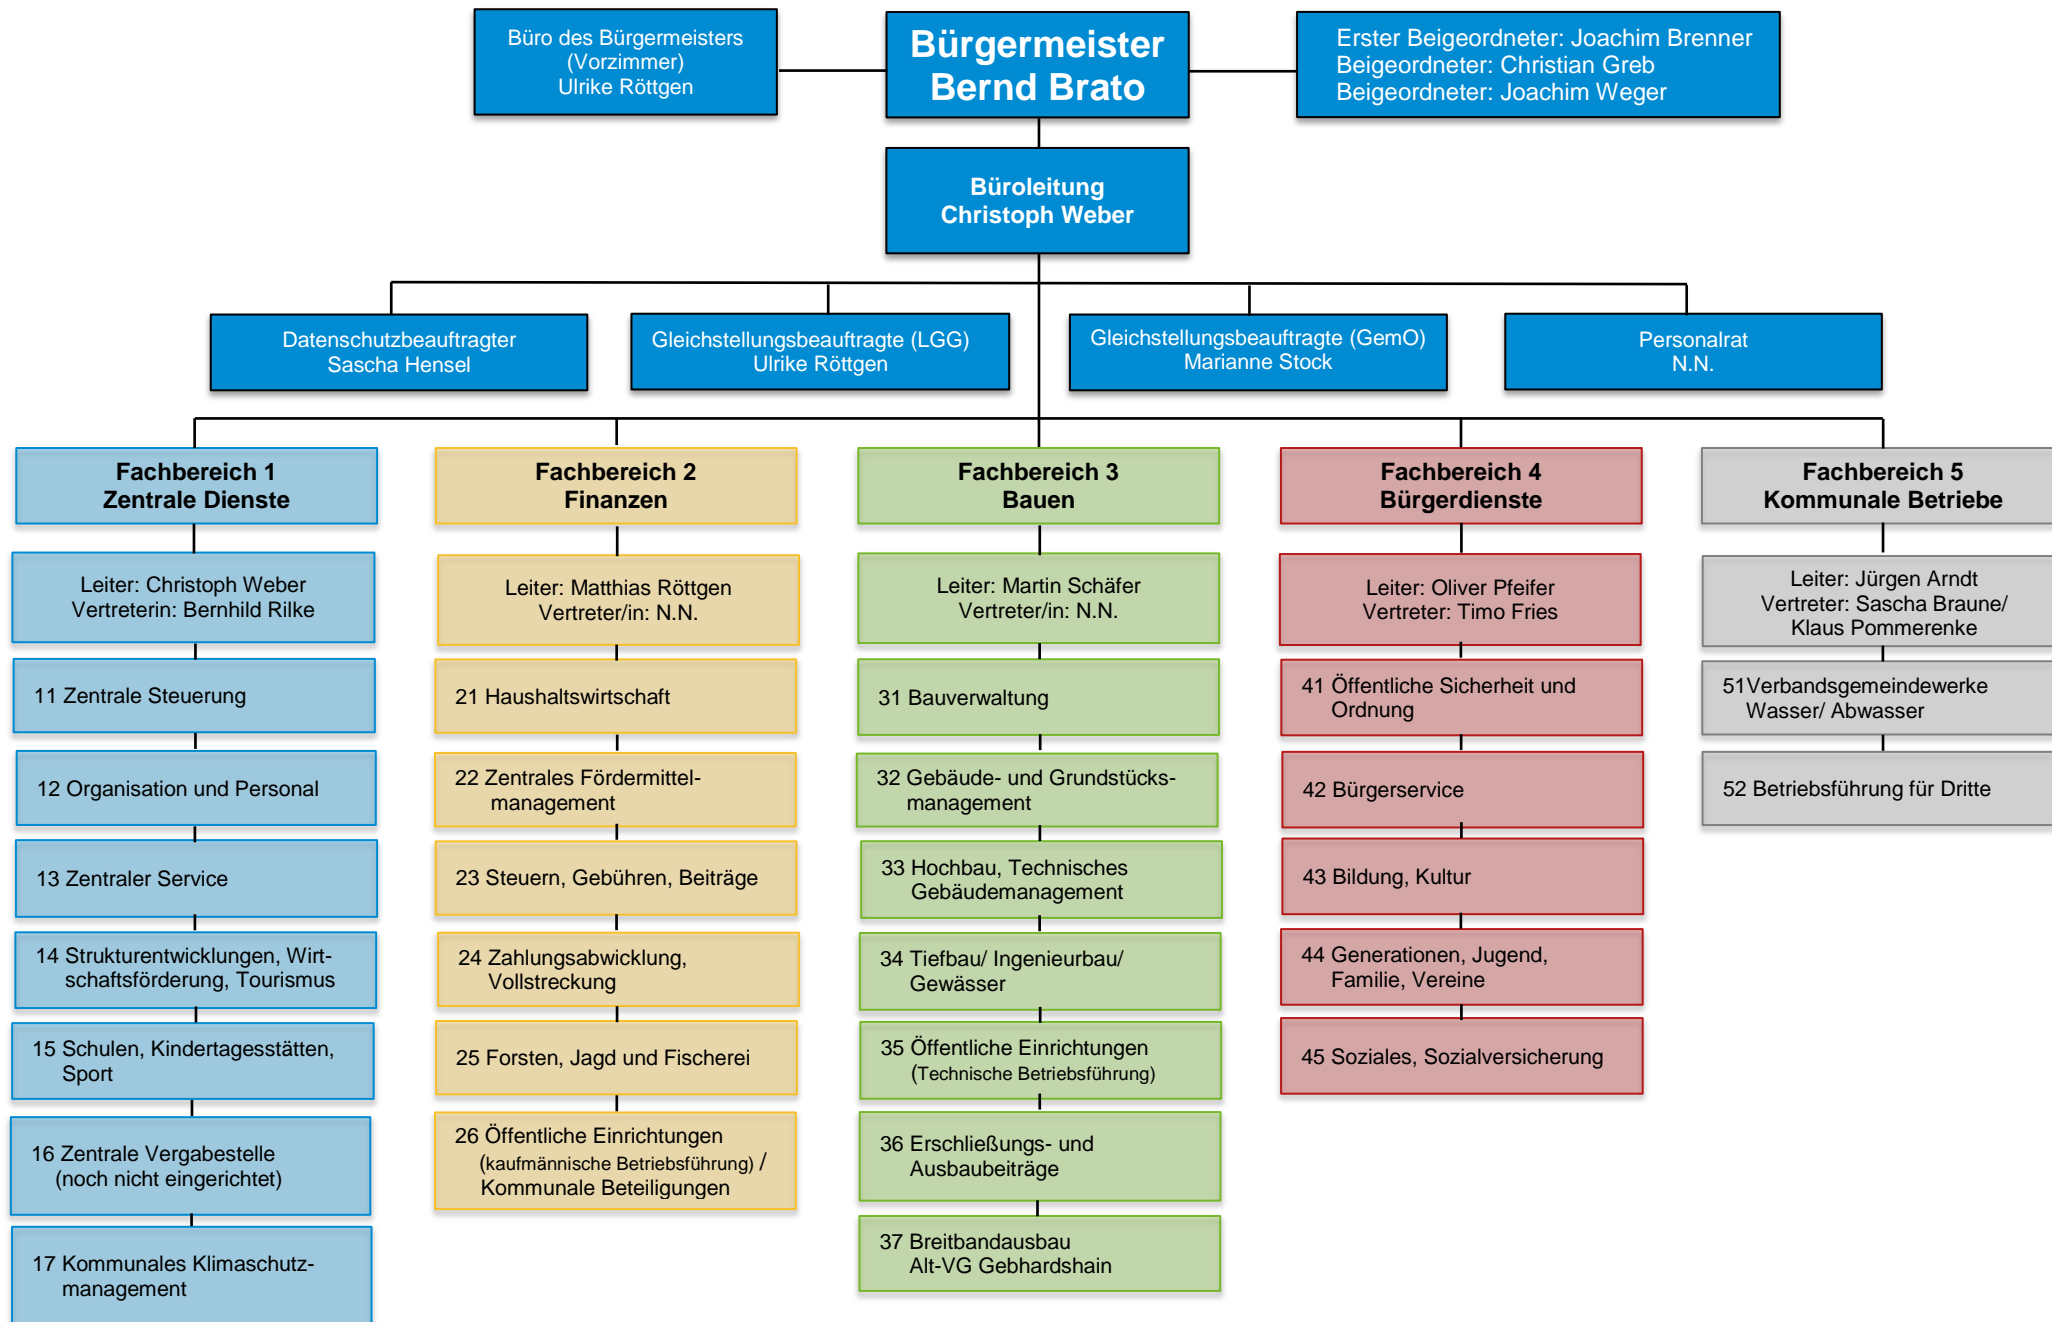 Büro des Bürgermeisters
(Vorzimmer)
Ulrike Röttgen
Bürgermeister
Bernd Brato
Erster Beigeordneter: Joachim Brenner
Beigeordneter: Christian Greb
Beigeordneter: Joachim Weger
Büroleitung
Christoph Weber
Datenschutzbeauftragter
Sascha Hensel
Gleichstellungsbeauftragte (LGG)
Ulrike Röttgen
Gleichstellungsbeauftragte (GemO)
Marianne Stock
Personalrat
N.N.
Fachbereich 1
Zentrale Dienste
Leiter: Christoph Weber
Vertreterin: Bernhild Rilke
11 Zentrale Steuerung
12 Organisation und Personal
13 Zentraler Service
14 Strukturentwicklungen, Wirt-
schaftsförderung, Tourismus
15 Schulen, Kindertagesstätten,
Sport
16 Zentrale Vergabestelle
(noch nicht eingerichtet)
17 Kommunales Klimaschutz-
management
Fachbereich 2
Finanzen
Leiter: Matthias Röttgen
Vertreter/in: N.N.
21 Haushaltswirtschaft
22 Zentrales Fördermittel-
management
23 Steuern, Gebühren, Beiträge
24 Zahlungsabwicklung,
Vollstreckung
25 Forsten, Jagd und Fischerei
26 Öffentliche Einrichtungen
(kaufmännische Betriebsführung) /
Kommunale Beteiligungen
Fachbereich 3
Bauen
Leiter: Martin Schäfer
Vertreter/in: N.N.
31 Bauverwaltung
32 Gebäude- und Grundstücks-
management
33 Hochbau, Technisches
Gebäudemanagement
34 Tiefbau/ Ingenieurbau/
Gewässer
35 Öffentliche Einrichtungen
(Technische Betriebsführung)
36 Erschließungs- und
Ausbaubeiträge
37 Breitbandausbau
Alt-VG Gebhardshain
Fachbereich 4
Bürgerdienste
Leiter: Oliver Pfeifer
Vertreter: Timo Fries
41 Öffentliche Sicherheit und
Ordnung
42 Bürgerservice
43 Bildung, Kultur
44 Generationen, Jugend,
Familie, Vereine
45 Soziales, Sozialversicherung
Fachbereich 5
Kommunale Betriebe
Leiter: Jürgen Arndt
Vertreter: Sascha Braune/
Klaus Pommerenke
51Verbandsgemeindewerke
Wasser/ Abwasser
52 Betriebsführung für Dritte